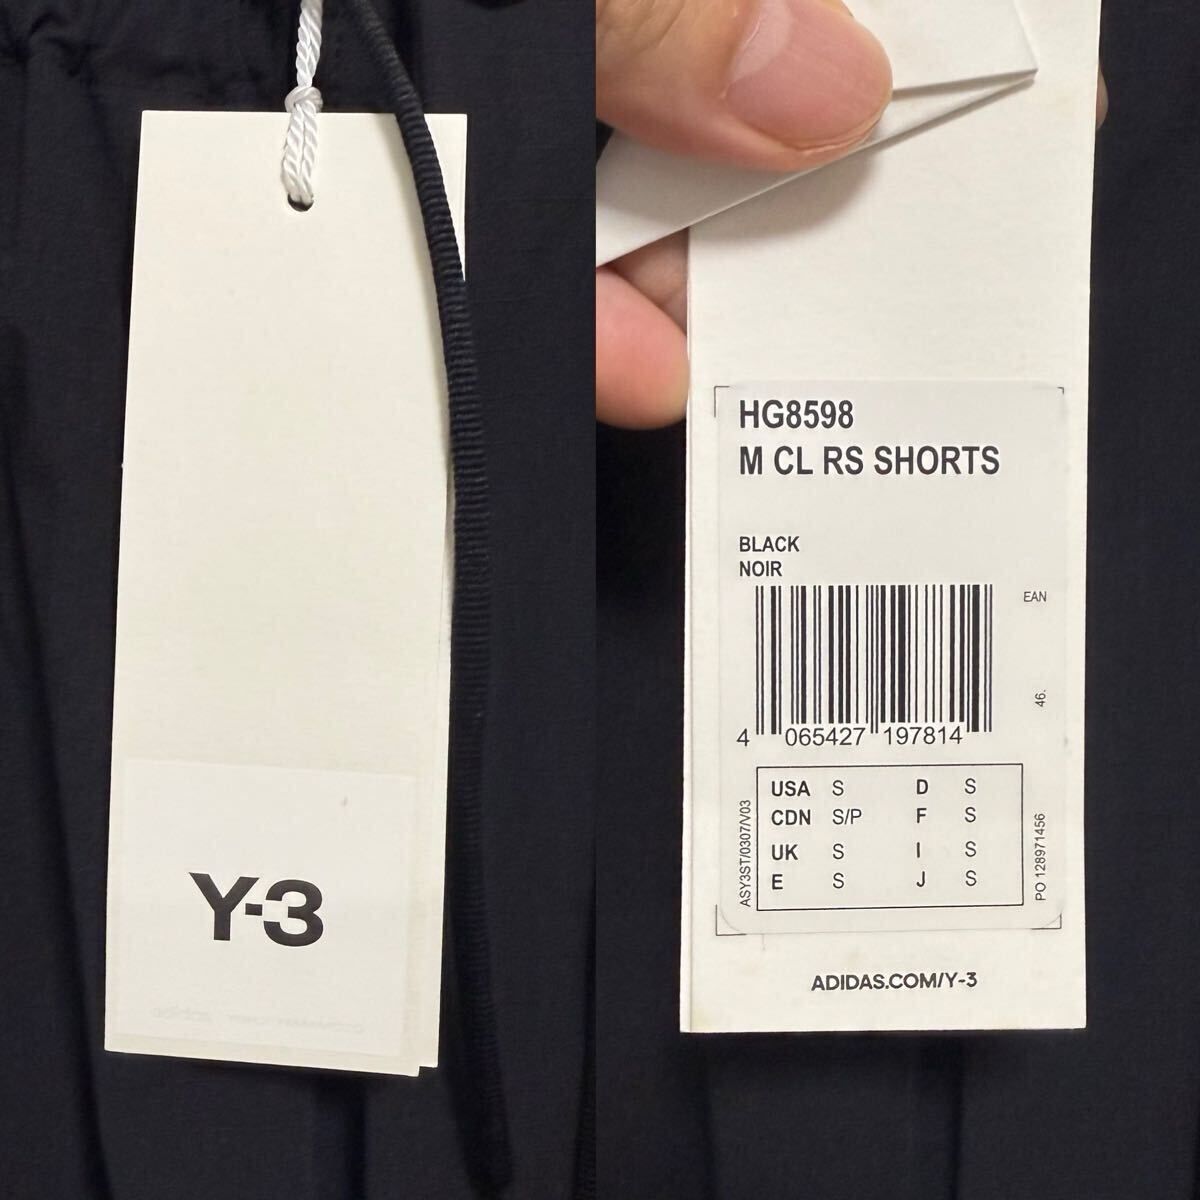 Y-3
HG8598
M CL RS SHORTS
BLACK
NOIR
EAN
46.
4 065427 197814
USA S D S
CDN S/P F S
UK S I S
E S J S
ASY3ST/0307/V03
PO 128971456
ADIDAS.COM/Y-3